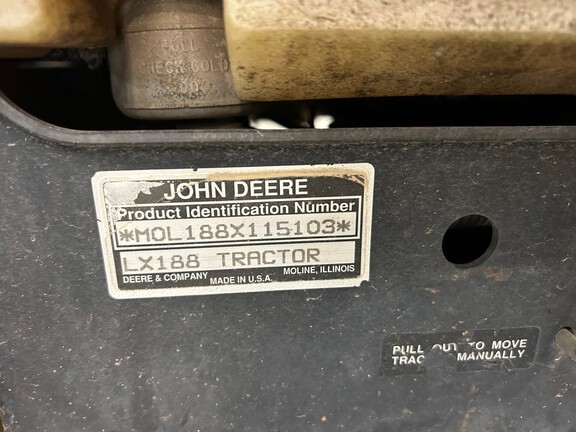 FULL
CHECK COLD
JOHN DEERE
Product Identification Number
*MOL188X115103*
LX188 TRACTOR
DEERE & COMPANY
MADE IN U.S.A.
MOLINE, ILLINOIS
PULL OUT TO MOVE
MANUALLY